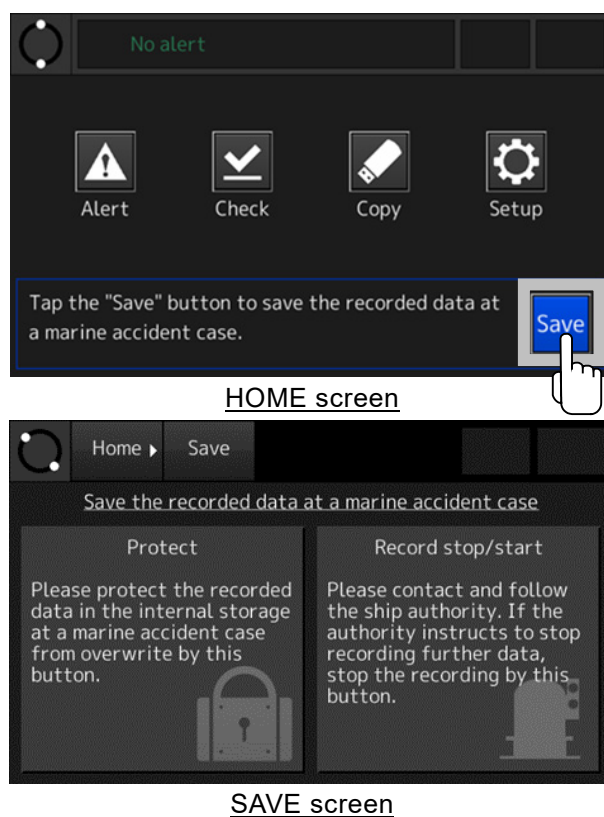 No alert
Alert Check Copy Setup
Tap the "Save" button to save the recorded data at
a marine accident case.
Save
HOME screen
Home Save
Save the recorded data at a marine accident case
Protect
Please protect the recorded
data in the internal storage
at a marine accident case
from overwrite by this
button.
Record stop/start
Please contact and follow
the ship authority. If the
authority instructs to stop
recording further data,
stop the recording by this
button.
SAVE screen